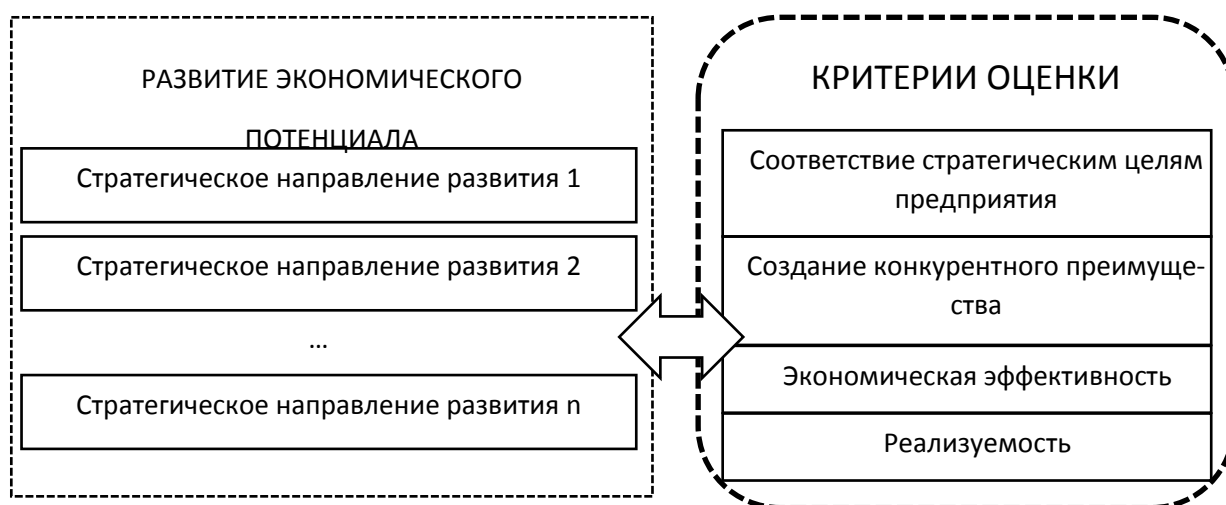 РАЗВИТИЕ ЭКОНОМИЧЕСКОГО
ПОТЕНЦИАЛА
Стратегическое направление развития 1
Стратегическое направление развития 2
...
Стратегическое направление развития n
КРИТЕРИИ ОЦЕНКИ
Соответствие стратегическим целям
предприятия
Создание конкурентного преимуще-
ства
Экономическая эффективность
Реализуемость